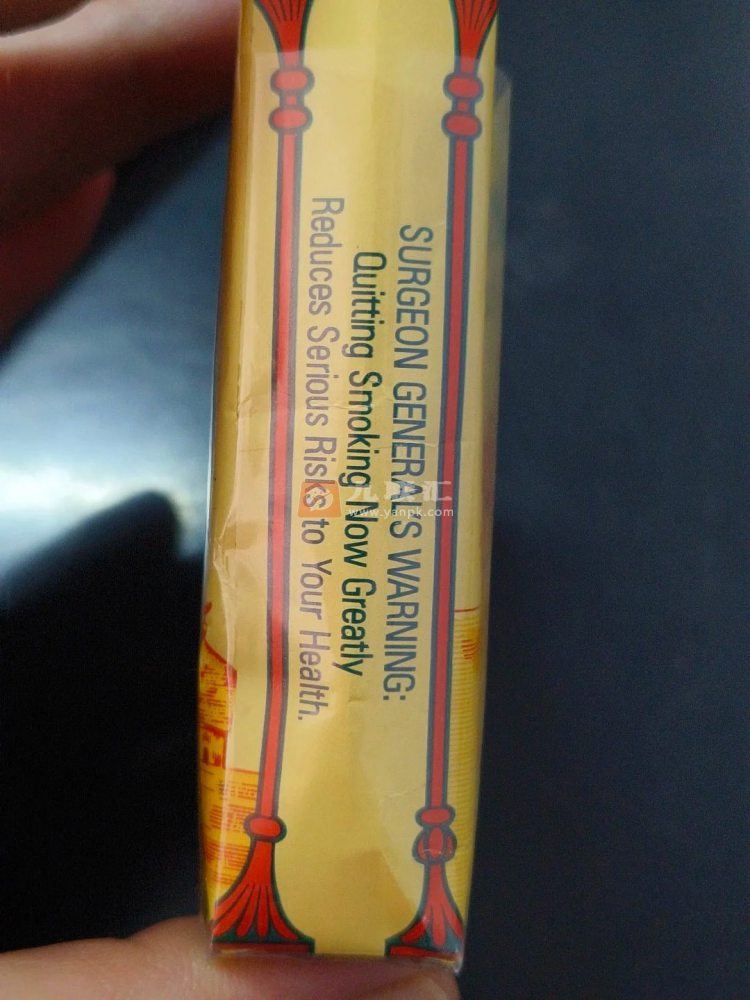 SURGEON GENERAL'S WARNING:
Quitting Smoking Now Greatly
Reduces Serious Risks to Your Health.
www.yanpk.com